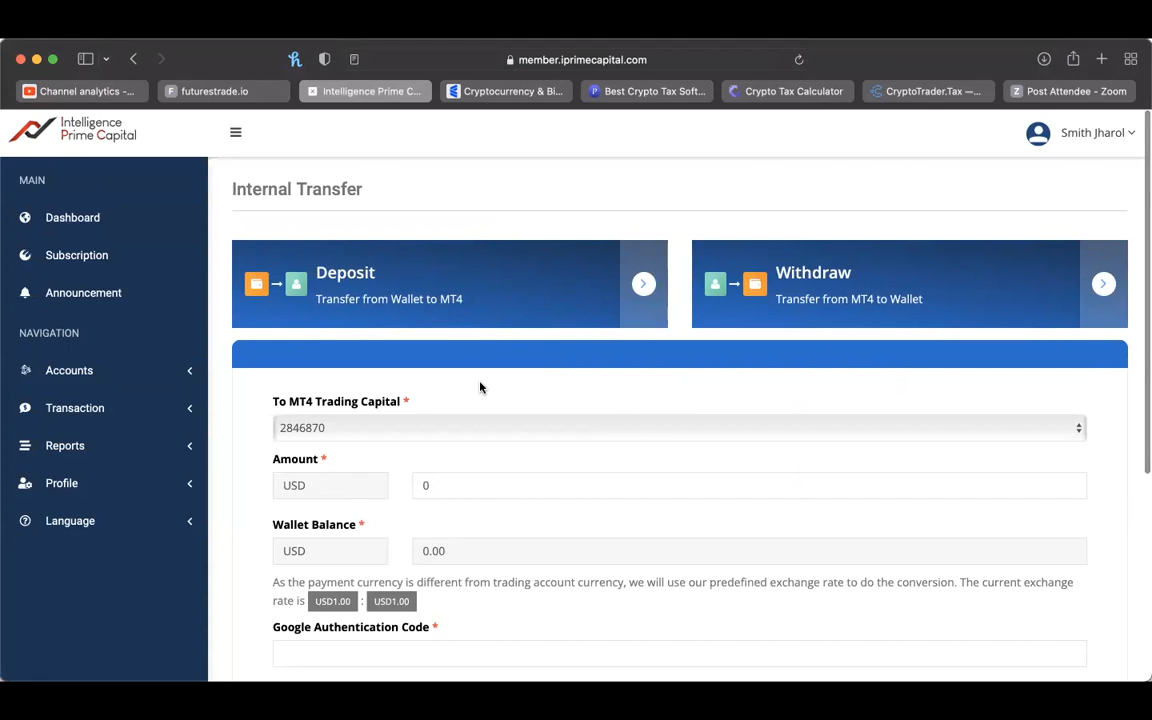 member.iprimecapital.com
Channel analytics -...
futurestrade.io
Intelligence Prime C...
Cryptocurrency & Bi...
Best Crypto Tax Soft...
Crypto Tax Calculator
CryptoTrader.Tax —...
Post Attendee - Zoom
Intelligence
Prime Capital
Smith Jharol
MAIN
Dashboard
Subscription
Announcement
NAVIGATION
Accounts
Transaction
Reports
Profile
Language
Internal Transfer
Deposit
Transfer from Wallet to MT4
Withdraw
Transfer from MT4 to Wallet
To MT4 Trading Capital *
2846870
Amount *
USD 0
Wallet Balance *
USD 0.00
As the payment currency is different from trading account currency, we will use our predefined exchange rate to do the conversion. The current exchange
rate is USD1.00 : USD1.00
Google Authentication Code *